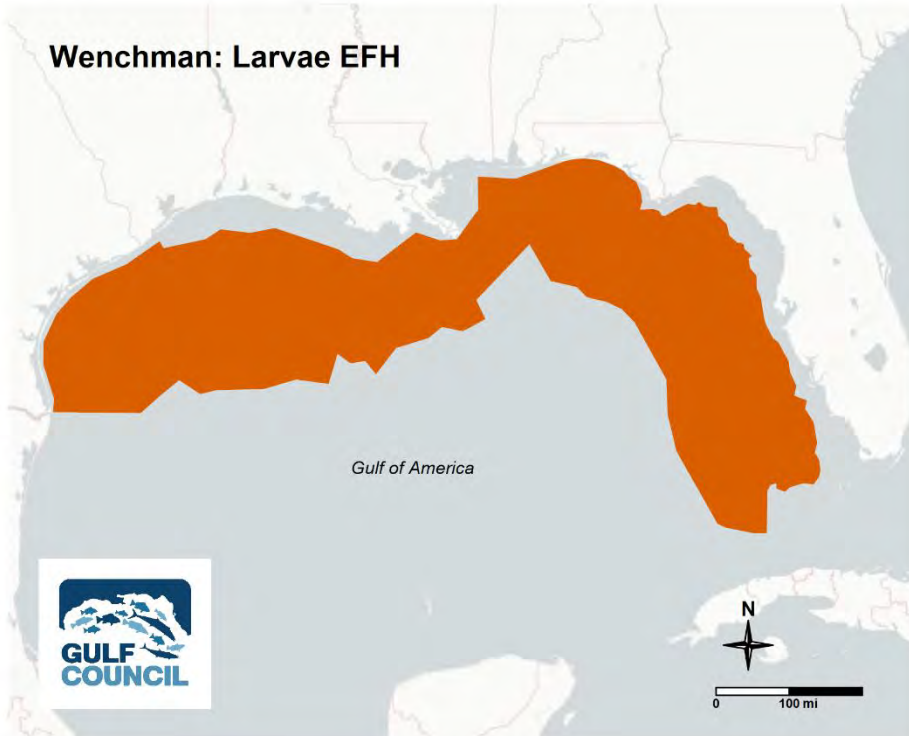 Wenchman: Larvae EFH
Gulf of America
GULF
COUNCIL
N
0 100 mi